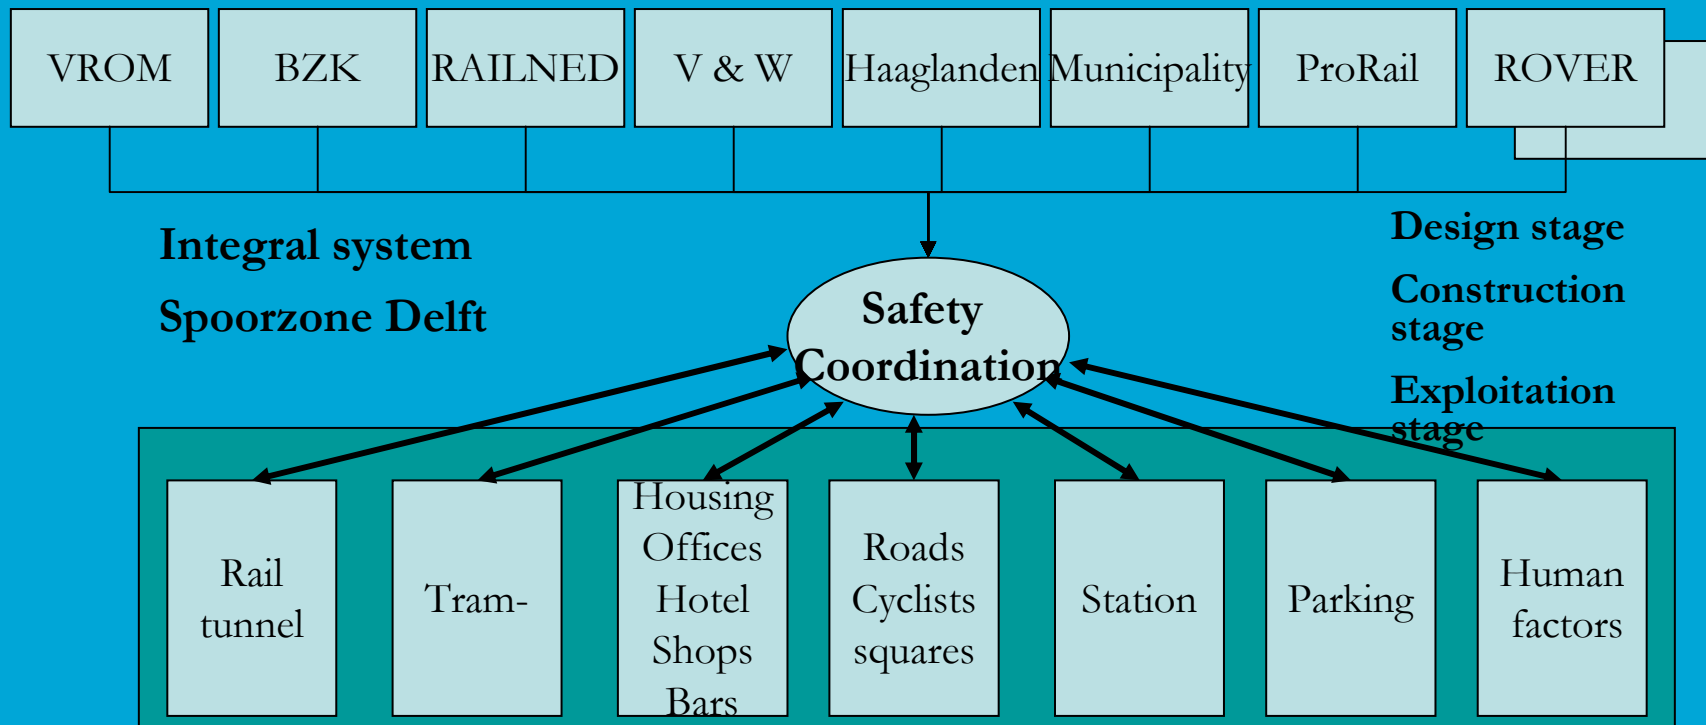 VROM
BZK
RAILNED
V & W
Haaglanden
Municipality
ProRail
ROVER
Integral system
Spoorzone Delft
Design stage
Construction
stage
Exploitation
stage
Safety
Coordination
Rail
tunnel
Tram-
Housing
Offices
Hotel
Shops
Bars
Roads
Cyclists
squares
Station
Parking
Human
factors